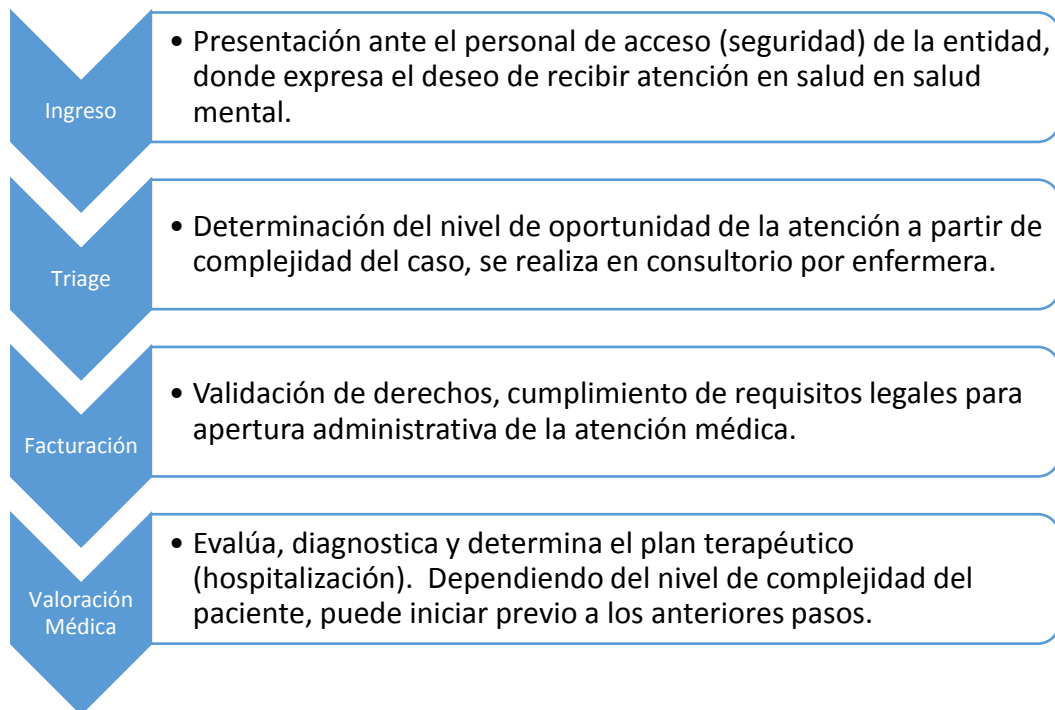 Ingreso
• Presentación ante el personal de acceso (seguridad) de la entidad,
donde expresa el deseo de recibir atención en salud en salud
mental.
Triage
• Determinación del nivel de oportunidad de la atención a partir de
complejidad del caso, se realiza en consultorio por enfermera.
Facturación
• Validación de derechos, cumplimiento de requisitos legales para
apertura administrativa de la atención médica.
Valoración
Médica
• Evalúa, diagnostica y determina el plan terapéutico
(hospitalización).  Dependiendo del nivel de complejidad del
paciente, puede iniciar previo a los anteriores pasos.